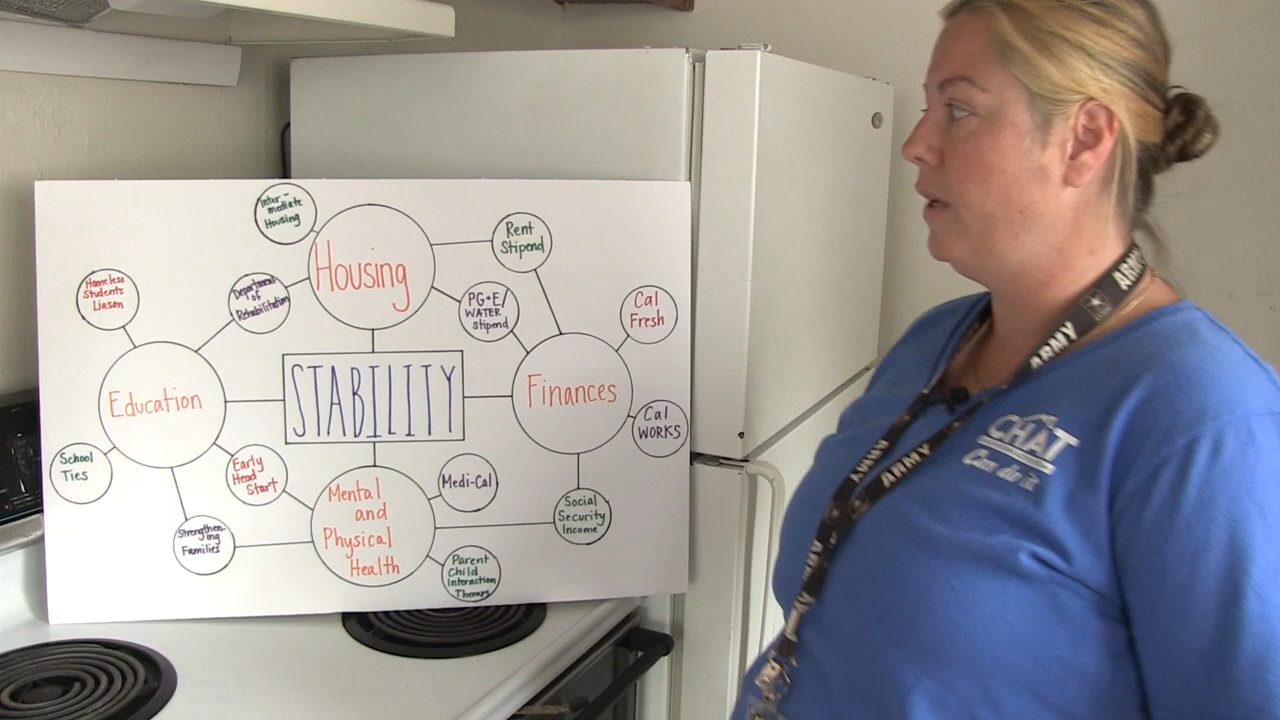 Inter-
mediate
Housing
Housing
Rent
Stipend
Homeless
Students
Liason
Department
of
Rehabilitation
PG+E/
WATER
stipend
Cal
Fresh
Education
STABILITY
Finances
Cal
WORKS
School
Ties
Early
Head
Start
Medi-Cal
Mental
and
Physical
Health
Social
Security
Income
Strengthen-
ing
Families
Parent
Child
Interaction
Therapy
ARMY
ARMY
ARMY
ARMY
CHAT
Can do it